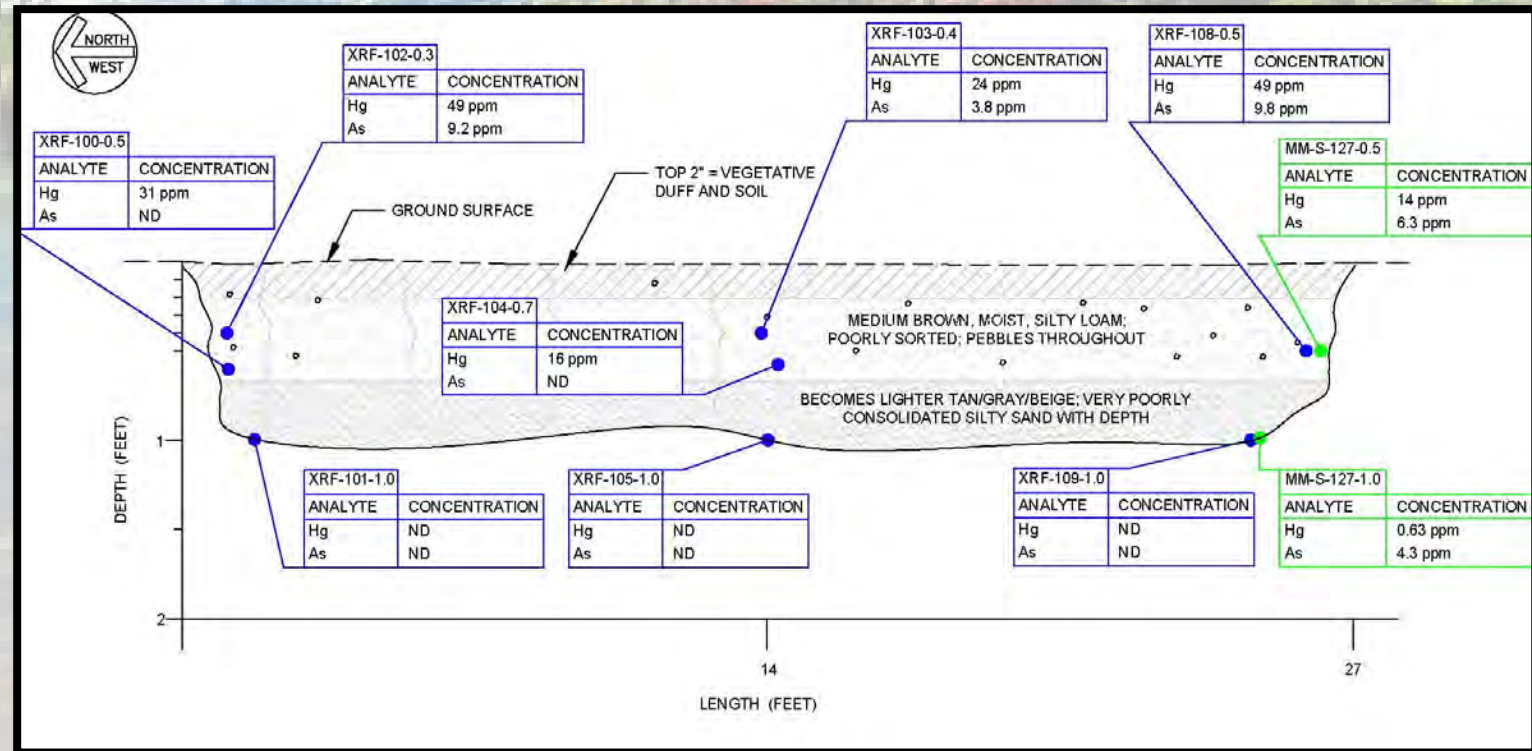 NORTH
WEST
XRF-102-0.3
ANALYTE CONCENTRATION
Hg 49 ppm
As 9.2 ppm
XRF-103-0.4
ANALYTE CONCENTRATION
Hg 24 ppm
As 3.8 ppm
XRF-108-0.5
ANALYTE CONCENTRATION
Hg 49 ppm
As 9.8 ppm
XRF-100-0.5
ANALYTE CONCENTRATION
Hg 31 ppm
As ND
MM-S-127-0.5
ANALYTE CONCENTRATION
Hg 14 ppm
As 6.3 ppm
TOP 2" = VEGETATIVE
DUFF AND SOIL
GROUND SURFACE
XRF-104-0.7
ANALYTE CONCENTRATION
Hg 16 ppm
As ND
MEDIUM BROWN, MOIST, SILTY LOAM;
POORLY SORTED; PEBBLES THROUGHOUT
BECOMES LIGHTER TAN/GRAY/BEIGE; VERY POORLY
CONSOLIDATED SILTY SAND WITH DEPTH
DEPTH (FEET)
1
2
XRF-101-1.0
ANALYTE CONCENTRATION
Hg ND
As ND
XRF-105-1.0
ANALYTE CONCENTRATION
Hg ND
As ND
XRF-109-1.0
ANALYTE CONCENTRATION
Hg ND
As ND
MM-S-127-1.0
ANALYTE CONCENTRATION
Hg 0.63 ppm
As 4.3 ppm
14
27
LENGTH (FEET)